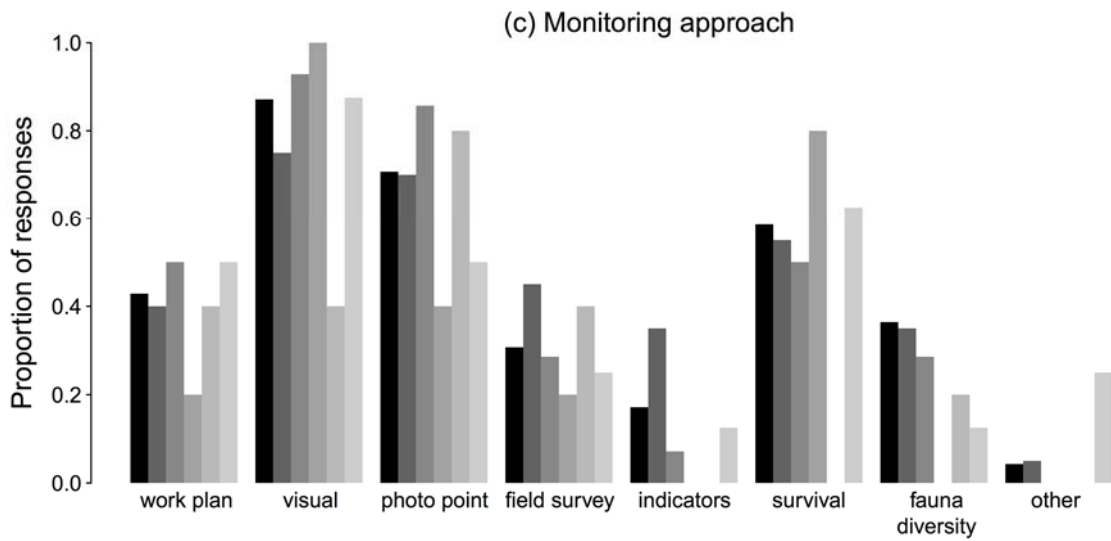 (c) Monitoring approach
Proportion of responses
1.0
0.8
0.6
0.4
0.2
0.0
work plan
visual
photo point
field survey
indicators
survival
fauna
diversity
other